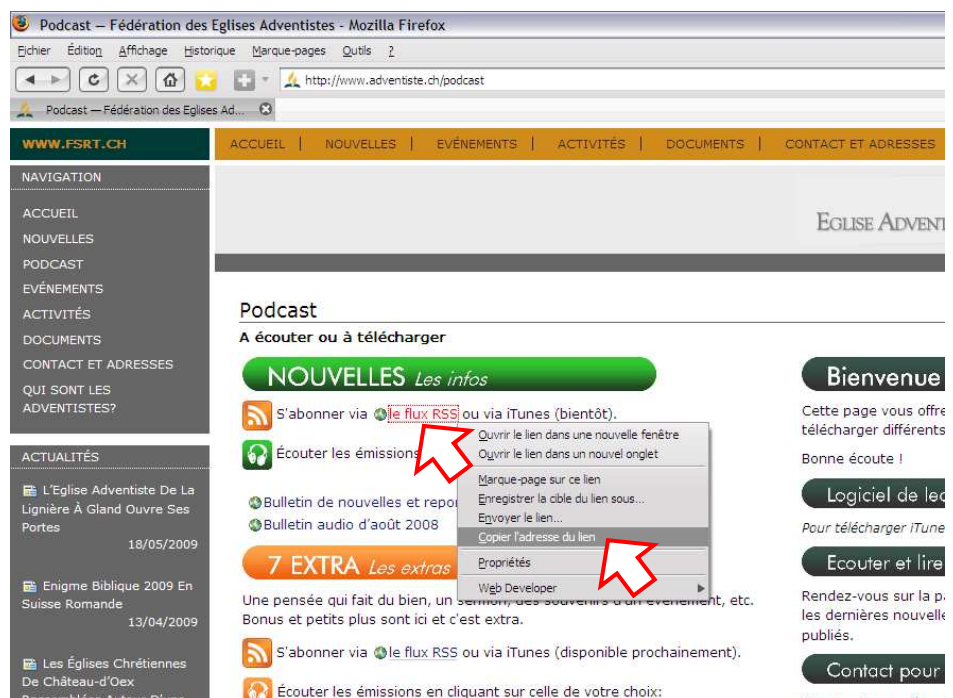 Podcast — Fédération des Eglises Adventistes - Mozilla Firefox
Fichier Édition Affichage Historique Marque-pages Outils ?
http://www.adventiste.ch/podcast
Podcast — Fédération des Eglises Ad...
WWW.FSRT.CH
ACCUEIL | NOUVELLES | EVÉNEMENTS | ACTIVITÉS | DOCUMENTS | CONTACT ET ADRESSES
NAVIGATION
ACCUEIL
NOUVELLES
PODCAST
EVÉNEMENTS
ACTIVITÉS
DOCUMENTS
CONTACT ET ADRESSES
QUI SONT LES
ADVENTISTES?
ACTUALITÉS
L'Eglise Adventiste De La
Lignière À Gland Ouvre Ses
Portes
18/05/2009
Enigme Biblique 2009 En
Suisse Romande
13/04/2009
Les Églises Chrétiennes
De Château-d'Oex
EGLISE ADVENT
Podcast
A écouter ou à télécharger
NOUVELLES Les infos
S'abonner via le flux RSS ou via iTunes (bientôt).
Écouter les émissions
Bulletin de nouvelles et repor
Bulletin audio d'août 2008
Ouvrir le lien dans une nouvelle fenêtre
Ouvrir le lien dans un nouvel onglet
Marque-page sur ce lien
Enregistrer la cible du lien sous...
Envoyer le lien...
Copier l'adresse du lien
Propriétés
Web Developer
7 EXTRA Les extras
Une pensée qui fait du bien, un sermon, des souvenirs d'un événement, etc.
Bonus et petits plus sont ici et c'est extra.
S'abonner via le flux RSS ou via iTunes (disponible prochainement).
Écouter les émissions en cliquant sur celle de votre choix:
Bienvenue
Cette page vous offre
télécharger différents
Bonne écoute !
Logiciel de lec
Pour télécharger iTune
Ecouter et lire
Rendez-vous sur la pa
les dernières nouvelle
publiés.
Contact pour